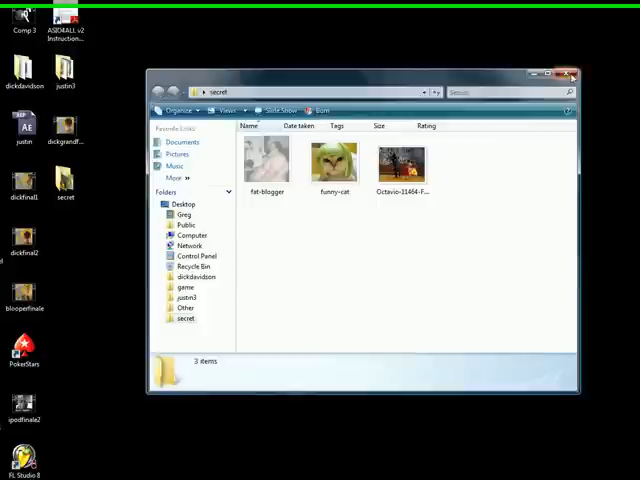 Comp 3
ASIO4ALL v2
Instruction...
dickdavidson
justin3
justin
dickgrandf...
dickfinal1
secret
dickfinal2
blooperfinale
PokerStars
ipodfinale2
FL Studio 8
secret
Search
Organize
Views
Slide Show
Burn
Favorite Links
Documents
Pictures
Music
More »
Folders
Desktop
Greg
Public
Computer
Network
Control Panel
Recycle Bin
dickdavidson
game
justin3
Other
secret
Name
Date taken
Tags
Size
Rating
fat-blogger
funny-cat
Octavio-11464-F...
3 items